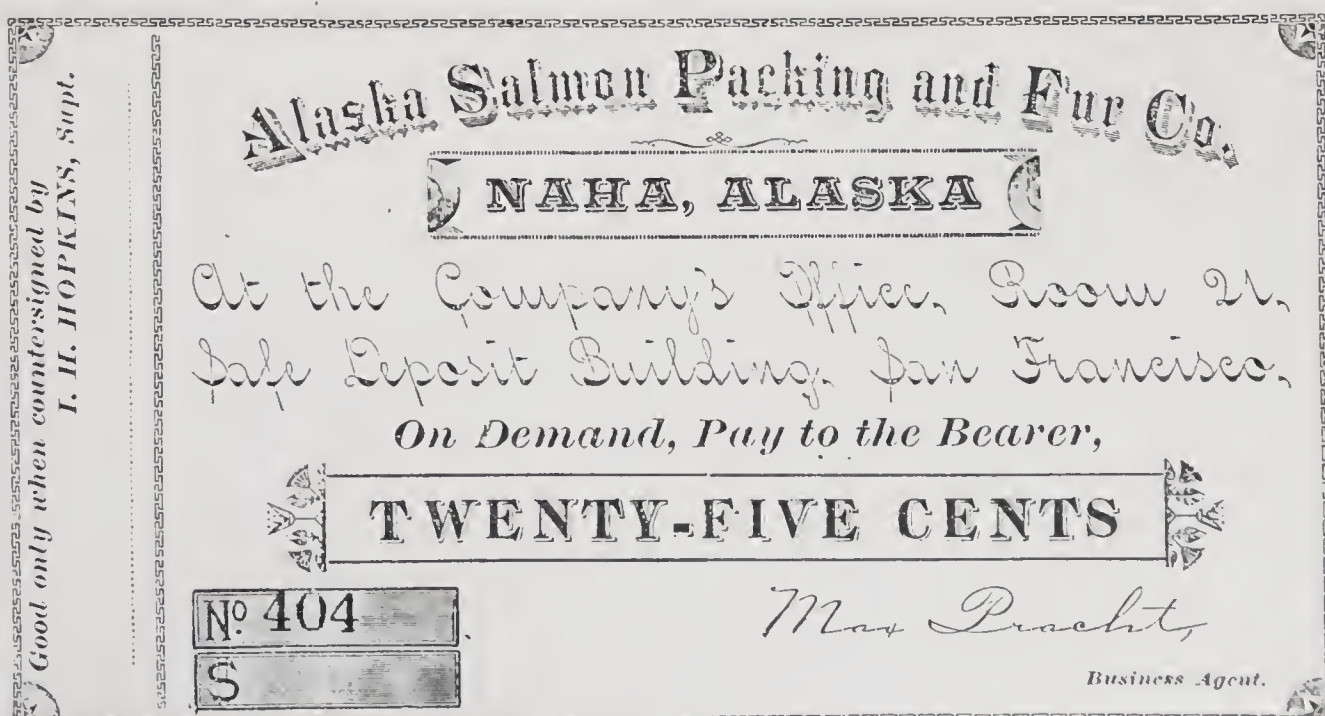 Good only when countersigned by
I. H. HOPKINS, Supt.
Alaska Salmon Packing and Fur Co.
NAHA, ALASKA
At the Company's Office, Room 21,
Safe Deposit Building, San Francisco,
On Demand, Pay to the Bearer,
TWENTY-FIVE CENTS
Nº 404
S
Max Pracht,
Business Agent.